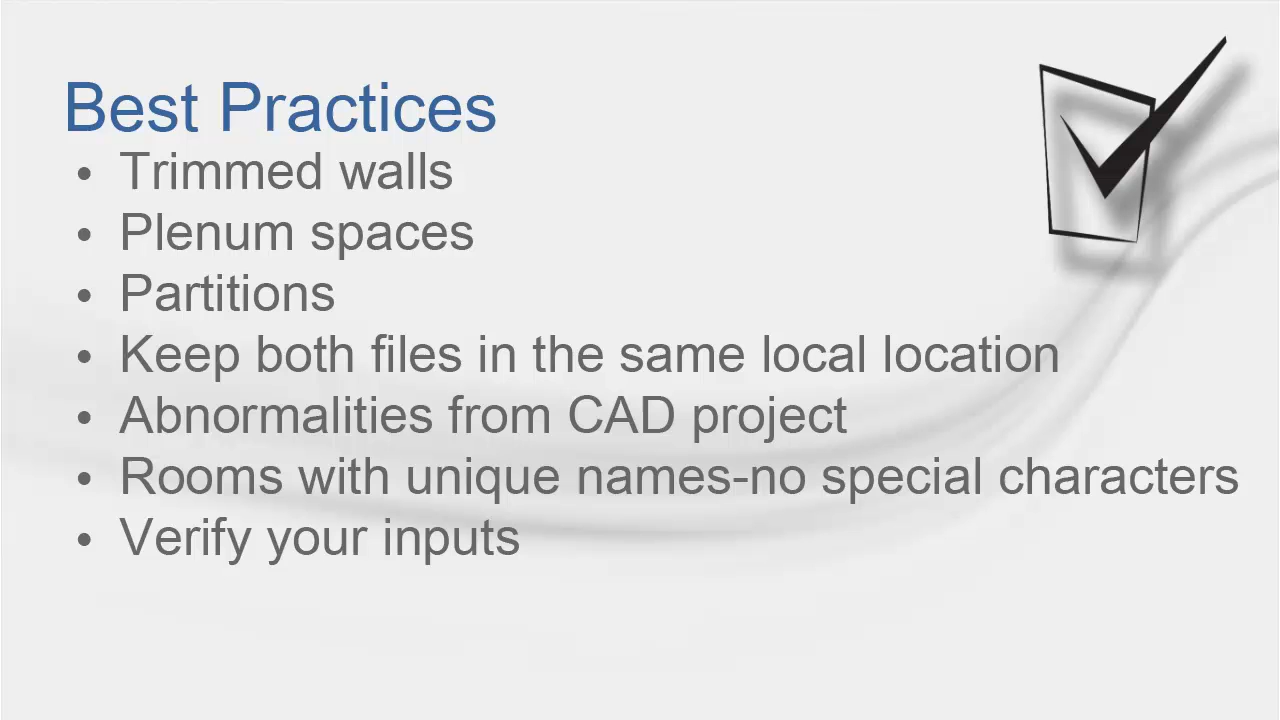 Best Practices
• Trimmed walls
• Plenum spaces
• Partitions
• Keep both files in the same local location
• Abnormalities from CAD project
• Rooms with unique names-no special characters
• Verify your inputs